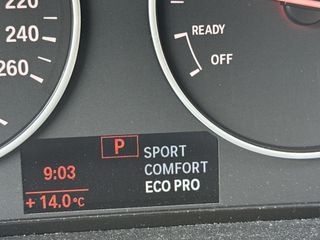 220
240
260
READY
OFF
P
SPORT
9:03
COMFORT
+ 14.0°C
ECO PRO